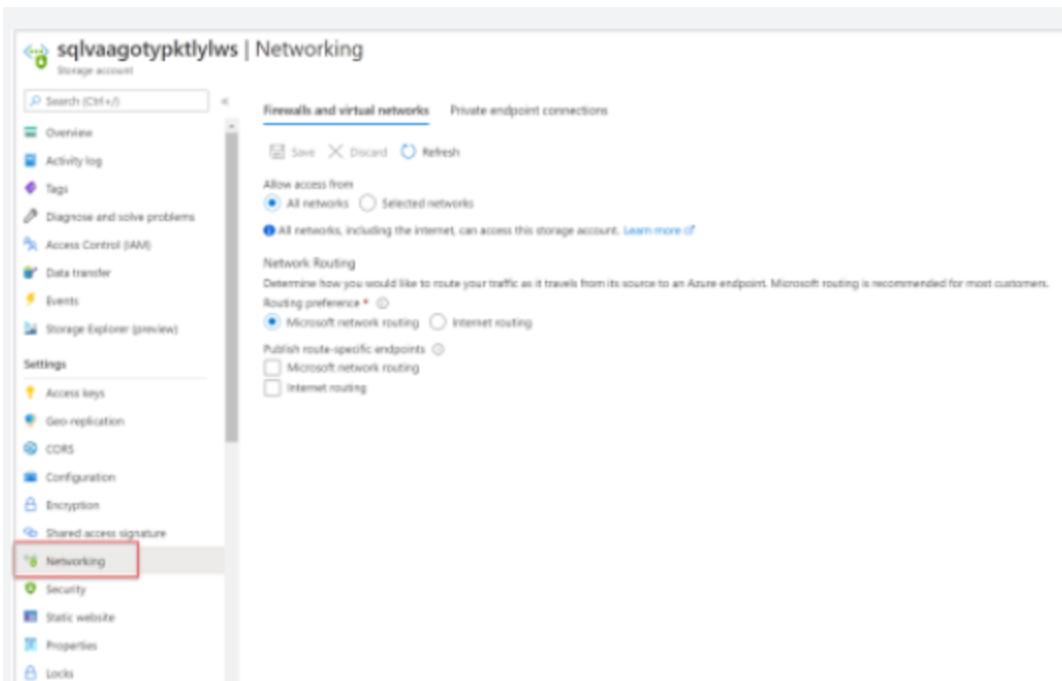 sqlvaagotypktlylws | Networking
Storage account
Search (Ctrl+/)
«
Overview
Activity log
Tags
Diagnose and solve problems
Access Control (IAM)
Data transfer
Events
Storage Explorer (preview)
Settings
Access keys
Geo-replication
CORS
Configuration
Encryption
Shared access signature
Networking
Security
Static website
Properties
Locks
Firewalls and virtual networks Private endpoint connections
Save Discard Refresh
Allow access from
All networks Selected networks
All networks, including the internet, can access this storage account. Learn more
Network Routing
Determine how you would like to route your traffic as it travels from its source to an Azure endpoint. Microsoft routing is recommended for most customers.
Routing preference *
Microsoft network routing Internet routing
Publish route-specific endpoints
Microsoft network routing
Internet routing